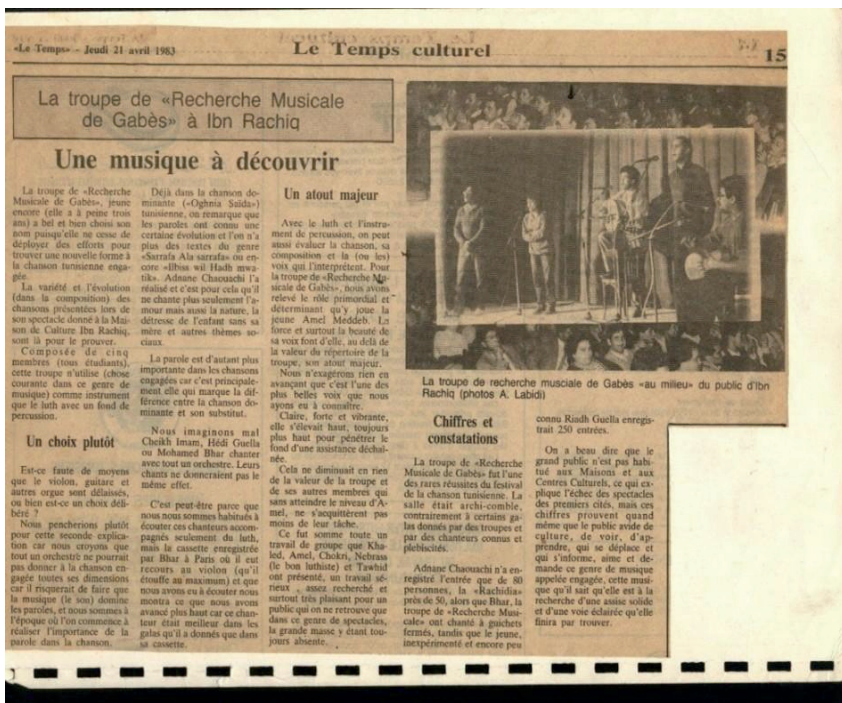 «Le Temps» - Jeudi 21 avril 1983
Le Temps culturel
15
La troupe de «Recherche Musicale
de Gabès» à Ibn Rachiq
Une musique à découvrir
La troupe de «Recherche
Musicale de Gabès», jeune
encore (elle a à peine trois
ans) a bel et bien choisi son
nom puisqu'elle ne cesse de
déployer des efforts pour
trouver une nouvelle forme à
la chanson tunisienne enga-
gée.
La variété et l'évolution
(dans la composition) des
chansons présentées lors de
son spectacle donné à la Mai-
son de Culture Ibn Rachiq,
sont là pour le prouver.
Composée de cinq
membres (tous étudiants),
cette troupe n'utilise (chose
courante dans ce genre de
musique) comme instrument
que le luth avec un fond de
percussion.
Un choix plutôt
Est-ce faute de moyens
que le violon, guitare et
autres orgue sont délaissés,
ou bien est-ce un choix déli-
béré ?
Nous pencherions plutôt
pour cette seconde explica-
tion car nous croyons que
tout un orchestre ne pourrait
pas donner à la chanson en-
gagée toutes ses dimensions
car il risquerait de faire que
la musique (le son) domine
les paroles, et nous sommes à
l'époque où l'on commence à
réaliser l'importance de la
parole dans la chanson.
Déjà dans la chanson do-
minante («Oghnia Saïda»)
tunisienne, on remarque que
les paroles ont connu une
certaine évolution et l'on n'a
plus des textes du genre
«Sarrafa Ala sarrafa» ou en-
core «Ilbiss wil Hadh mwa-
tik». Adnane Chaouachi l'a
réalisé et c'est pour cela qu'il
ne chante plus seulement l'a-
mour mais aussi la nature, la
détresse de l'enfant sans sa
mère et autres thèmes so-
ciaux.
La parole est d'autant plus
importante dans les chansons
engagées car c'est principale-
ment elle qui marque la dif-
férence entre la chanson do-
minante et son substitut.
Nous imaginons mal
Cheikh Imam, Hédi Guella
ou Mohamed Bhar chanter
avec tout un orchestre. Leurs
chants ne donneraient pas le
même effet.
C'est peut-être parce que
nous nous sommes habitués à
écouter ces chanteurs accom-
pagnés seulement du luth,
mais la cassette enregistrée
par Bhar à Paris où il eut
recours au violon (qu'il
étouffe au maximum) et que
nous avons eu à écouter nous
montra ce que nous avons
avancé plus haut car ce chan-
teur était meilleur dans les
galas qu'il a donnés que dans
sa cassette.
Un atout majeur
Avec le luth et l'instru-
ment de percussion, on peut
aussi évaluer la chanson, sa
composition et la (ou les)
voix qui l'interprètent. Pour
la troupe de «Recherche Mu-
sicale de Gabès», nous avons
relevé le rôle primordial et
déterminant qu'y joue la
jeune Amel Meddeb. La
force et surtout la beauté de
sa voix font d'elle, au delà de
la valeur du répertoire de la
troupe, son atout majeur.
Nous n'exagérons rien en
avançant que c'est l'une des
plus belles voix que nous
ayons eu à connaître.
Claire, forte et vibrante,
elle s'élevait haut, toujours
plus haut pour pénétrer le
fond d'une assistance déchaî-
née.
Cela ne diminuait en rien
de la valeur de la troupe et
de ses autres membres qui
sans atteindre le niveau d'A-
mel, ne s'acquittèrent pas
moins de leur tâche.
Ce fut somme toute un
travail de groupe que Kha-
led, Amel, Chokri, Nebrass
(le bon luthiste) et Tawhid
ont présenté, un travail sé-
rieux , assez recherché et
surtout très plaisant pour un
public qui on ne retrouve que
dans ce genre de spectacles,
la grande masse y étant tou-
jours absente.
La troupe de recherche musciale de Gabès «au milieu» du public d'Ibn
Rachiq (photos A. Labidi)
Chiffres et
constatations
La troupe de «Recherche
Musicale de Gabès» fut l'une
des rares réussites du festival
de la chanson tunisienne. La
salle était archi-comble,
contrairement à certains ga-
las donnés par des troupes et
par des chanteurs connus et
plébiscités.
Adnane Chaouachi n'a en-
registré l'entrée que de 80
personnes, la «Rachidia»
près de 50, alors que Bhar, la
troupe de «Recherche Musi-
cale» ont chanté à guichets
fermés, tandis que le jeune,
inexpérimenté et encore peu
connu Riadh Guella enregis-
trait 250 entrées.
On a beau dire que le
grand public n'est pas habi-
tué aux Maisons et aux
Centres Culturels, ce qui ex-
plique l'échec des spectacles
des premiers cités, mais ces
chiffres prouvent quand
même que le public avide de
culture, de voir, d'ap-
prendre, qui se déplace et
qui s'informe, aime et de-
mande ce genre de musique
appelée engagée, cette musi-
que qu'il sait qu'elle est à la
recherche d'une assise solide
et d'une voie éclairée qu'elle
finira par trouver.